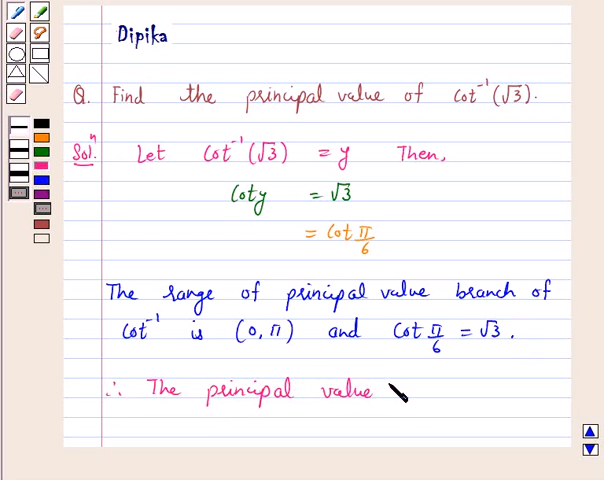 Dipika
Q. Find the principal value of cot⁻¹(√3).
Solⁿ. Let cot⁻¹(√3) = y Then,
cot y = √3
= cot π/6
The range of principal value branch of
cot⁻¹ is (0, π) and cot π/6 = √3.
∴ The principal value